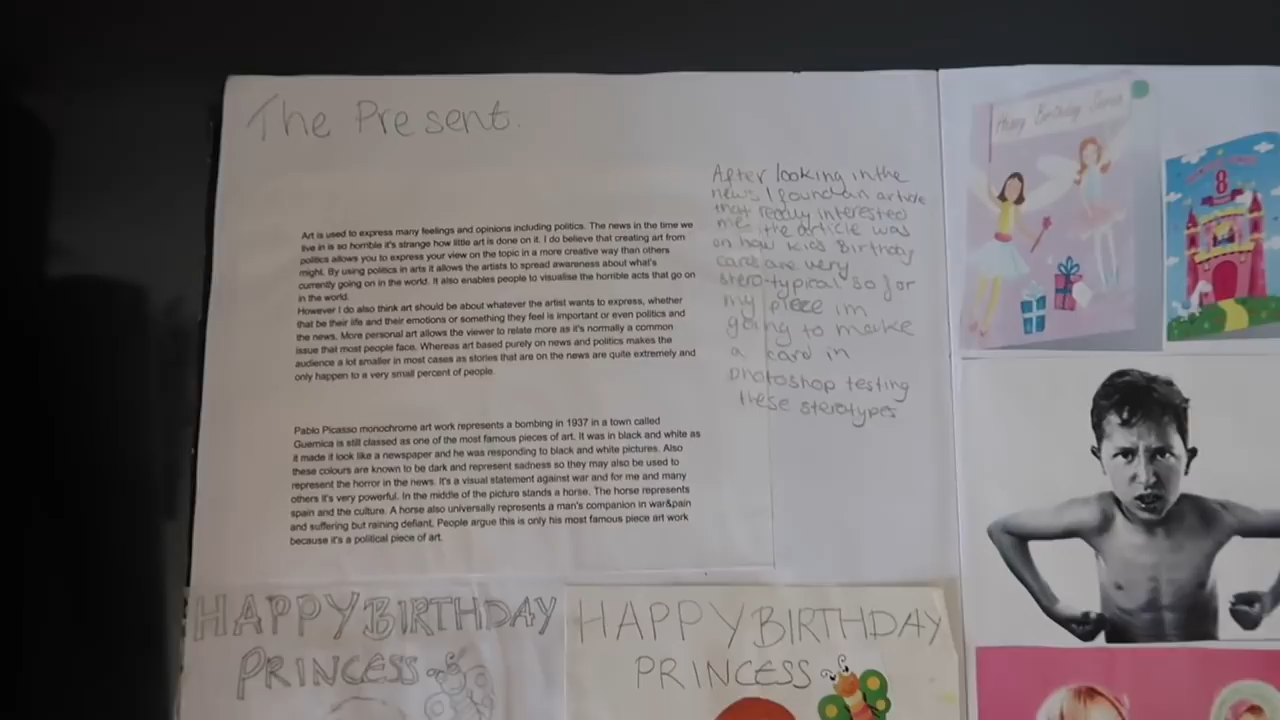 The Present.
Art is used to express many feelings and opinions including politics. The news in the time we
live in is so horrible it's strange how little art is done on it. I do believe that creating art from
politics allows you to express your view on the topic in a more creative way than others
might. By using politics in arts it allows the artists to spread awareness about what's
currently going on in the world. It also enables people to visualise the horrible acts that go on
in the world.
However I do also think art should be about whatever the artist wants to express, whether
that be their life and their emotions or something they feel is important or even politics and
the news. More personal art allows the viewer to relate more as it's normally a common
issue that most people face. Whereas art based purely on news and politics makes the
audience a lot smaller in most cases as stories that are on the news are quite extremely and
only happen to a very small percent of people.
Pablo Picasso monochrome art work represents a bombing in 1937 in a town called
Guernica is still classed as one of the most famous pieces of art. It was in black and white as
it made it look like a newspaper and he was responding to black and white pictures. Also
these colours are known to be dark and represent sadness so they may also be used to
represent the horror in the news. It's a visual statement against war and for me and many
others it's very powerful. In the middle of the picture stands a horse. The horse represents
spain and the culture. A horse also universally represents a man's companion in war&pain
and suffering but raining defiant. People argue this is only his most famous piece art work
because it's a political piece of art.
After looking in the
news I found an article
that really interested
me the article was
on how kids Birthday
cards are very
stero-typical so for
my piece im
going to make
a card in
photoshop testing
these sterotypes
HAPPY BIRTHDAY
PRINCESS
HAPPY BIRTHDAY
PRINCESS
Happy Birthday
8